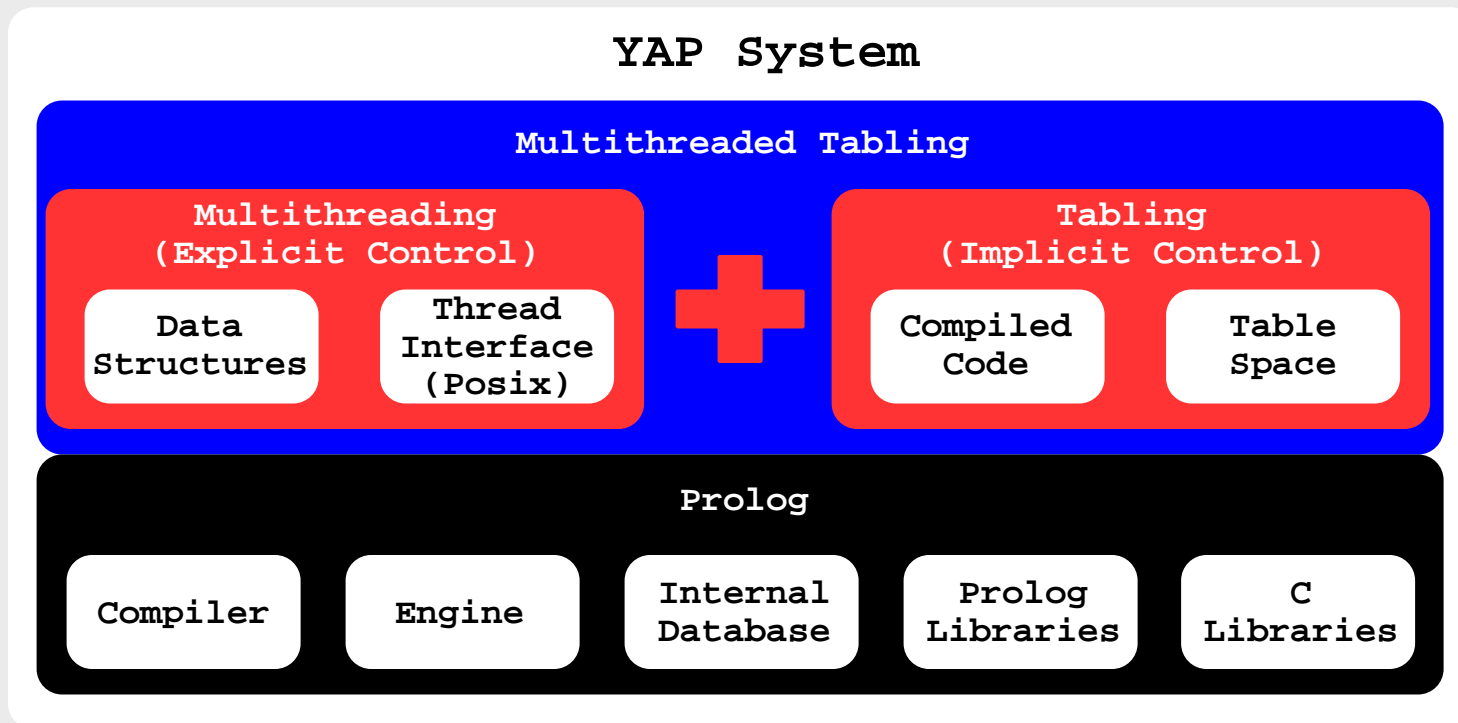 YAP System
Multithreaded Tabling
Multithreading
(Explicit Control)
Data
Structures
Thread
Interface
(Posix)
Tabling
(Implicit Control)
Compiled
Code
Table
Space
Prolog
Compiler
Engine
Internal
Database
Prolog
Libraries
C
Libraries